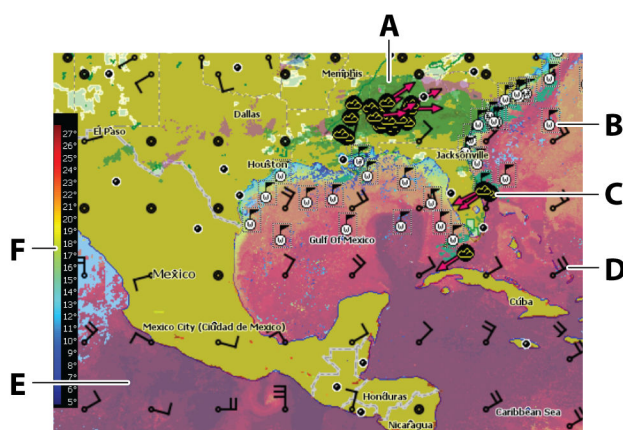 A
Memphis
Dallas
El Paso
B
Houston
Jacksonville
C
F
Gulf Of Mexico
D
México
Cuba
Mexico City (Ciudad de Mexico)
E
Honduras
Caribbean Sea
Nicaragua
27°
26°
25°
24°
23°
22°
21°
20°
19°
18°
17°
16°
15°
14°
13°
12°
11°
10°
9°
8°
7°
6°
5°